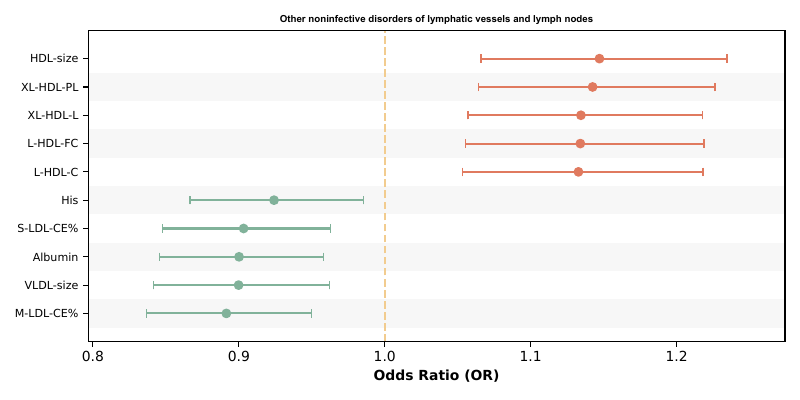 Other noninfective disorders of lymphatic vessels and lymph nodes
HDL-size
XL-HDL-PL
XL-HDL-L
L-HDL-FC
L-HDL-C
His
S-LDL-CE%
Albumin
VLDL-size
M-LDL-CE%
0.8 0.9 1.0 1.1 1.2
Odds Ratio (OR)